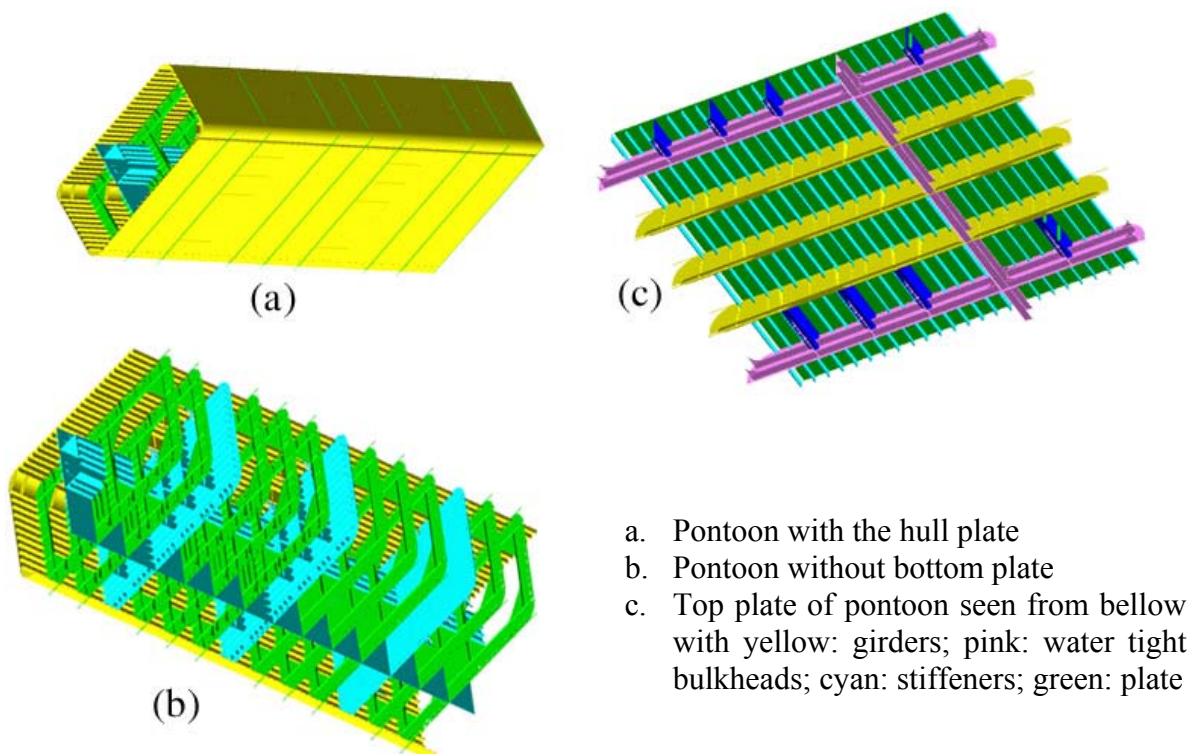 (a)
(c)
(b)
a. Pontoon with the hull plate
b. Pontoon without bottom plate
c. Top plate of pontoon seen from bellow
with yellow: girders; pink: water tight
bulkheads; cyan: stiffeners; green: plate